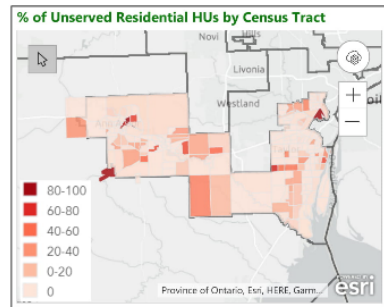 % of Unserved Residential HUs by Census Tract
Novi
Hills
Livonia
Westland
+
−
80-100
60-80
40-60
20-40
0-20
0
Province of Ontario, Esri, HERE, Garm...
esri